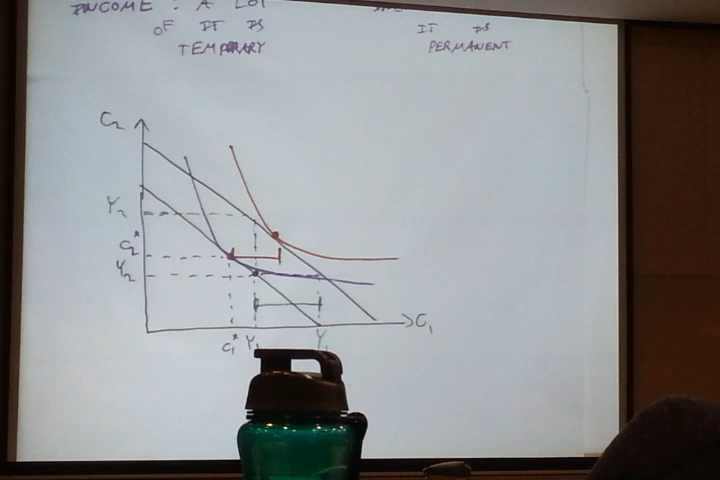 INCOME : A LOT
OF IT IS
TEMPORARY
IT IS
PERMANENT
C₂
Y₂
C₂*
Y₂
C₁
C₁* Y₁ Y₁